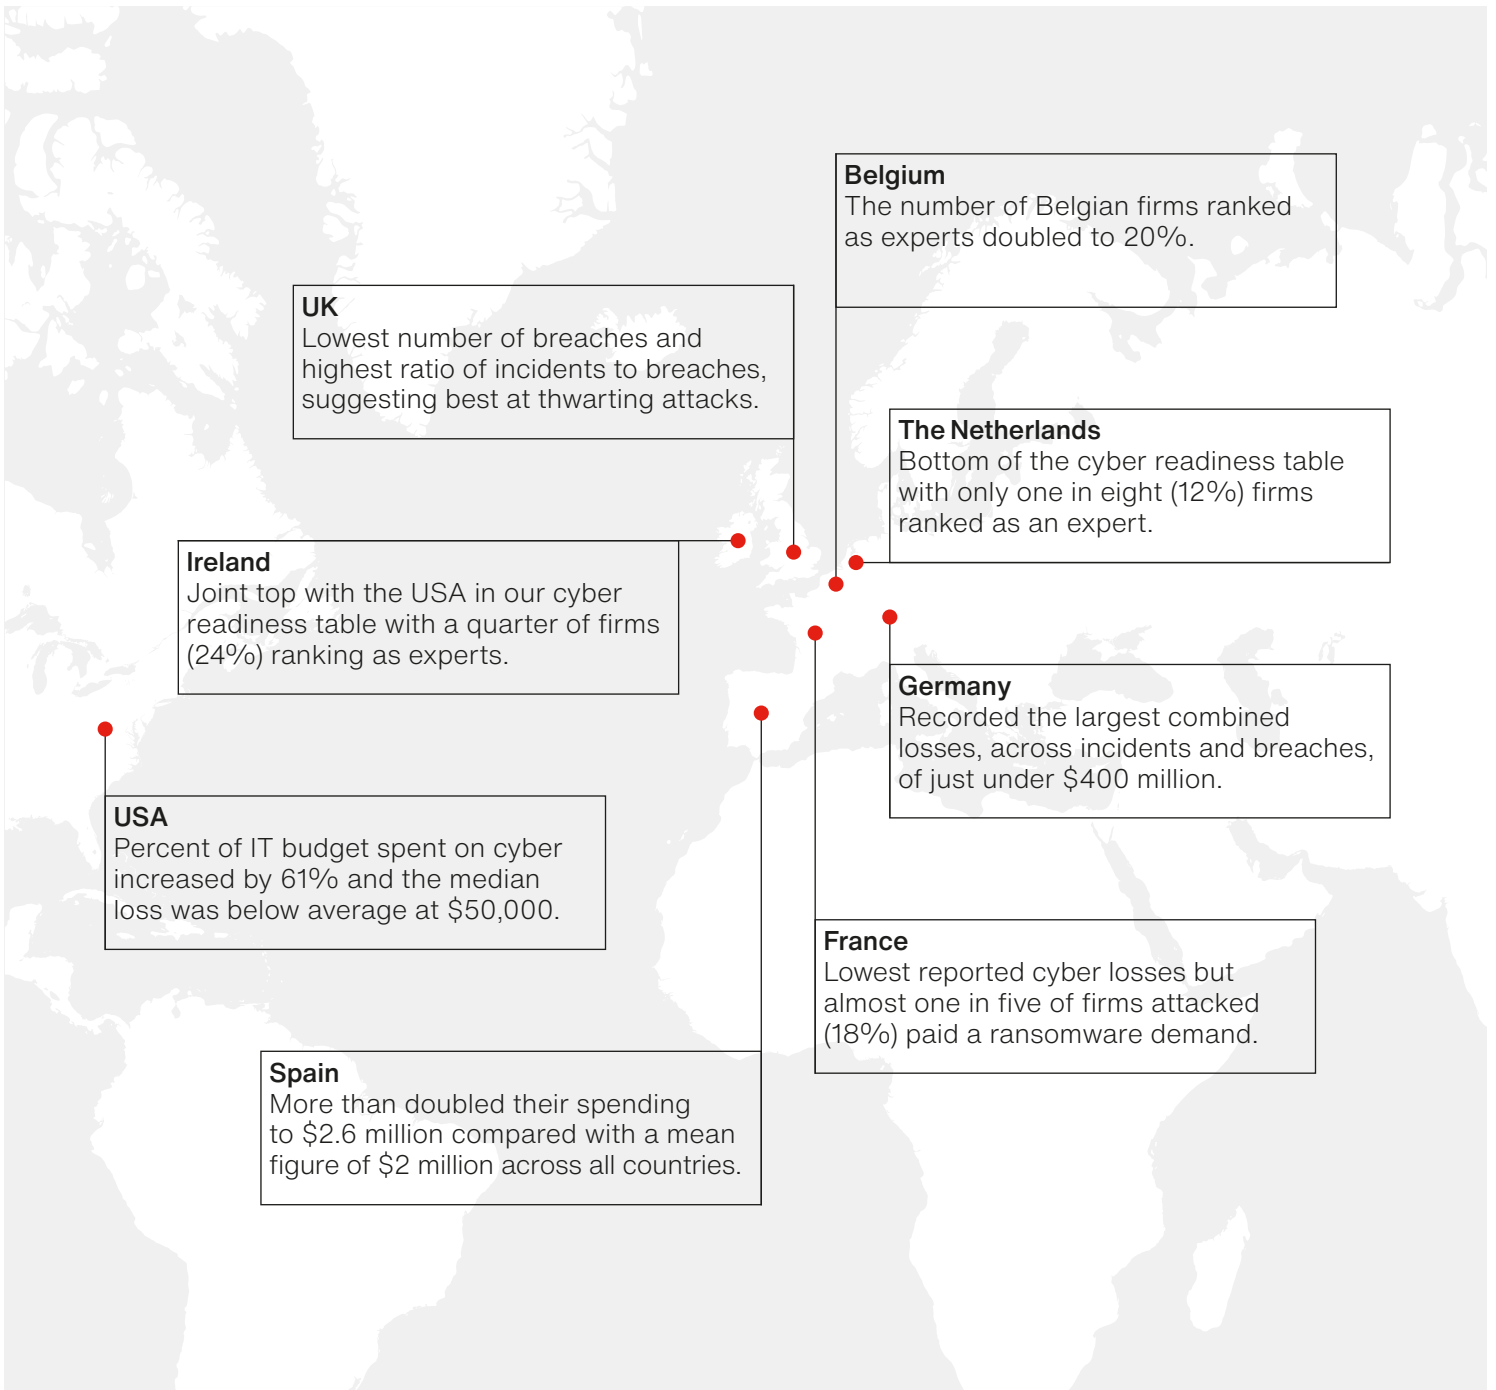 Belgium
The number of Belgian firms ranked
as experts doubled to 20%.
UK
Lowest number of breaches and
highest ratio of incidents to breaches,
suggesting best at thwarting attacks.
The Netherlands
Bottom of the cyber readiness table
with only one in eight (12%) firms
ranked as an expert.
Ireland
Joint top with the USA in our cyber
readiness table with a quarter of firms
(24%) ranking as experts.
Germany
Recorded the largest combined
losses, across incidents and breaches,
of just under $400 million.
USA
Percent of IT budget spent on cyber
increased by 61% and the median
loss was below average at $50,000.
France
Lowest reported cyber losses but
almost one in five of firms attacked
(18%) paid a ransomware demand.
Spain
More than doubled their spending
to $2.6 million compared with a mean
figure of $2 million across all countries.